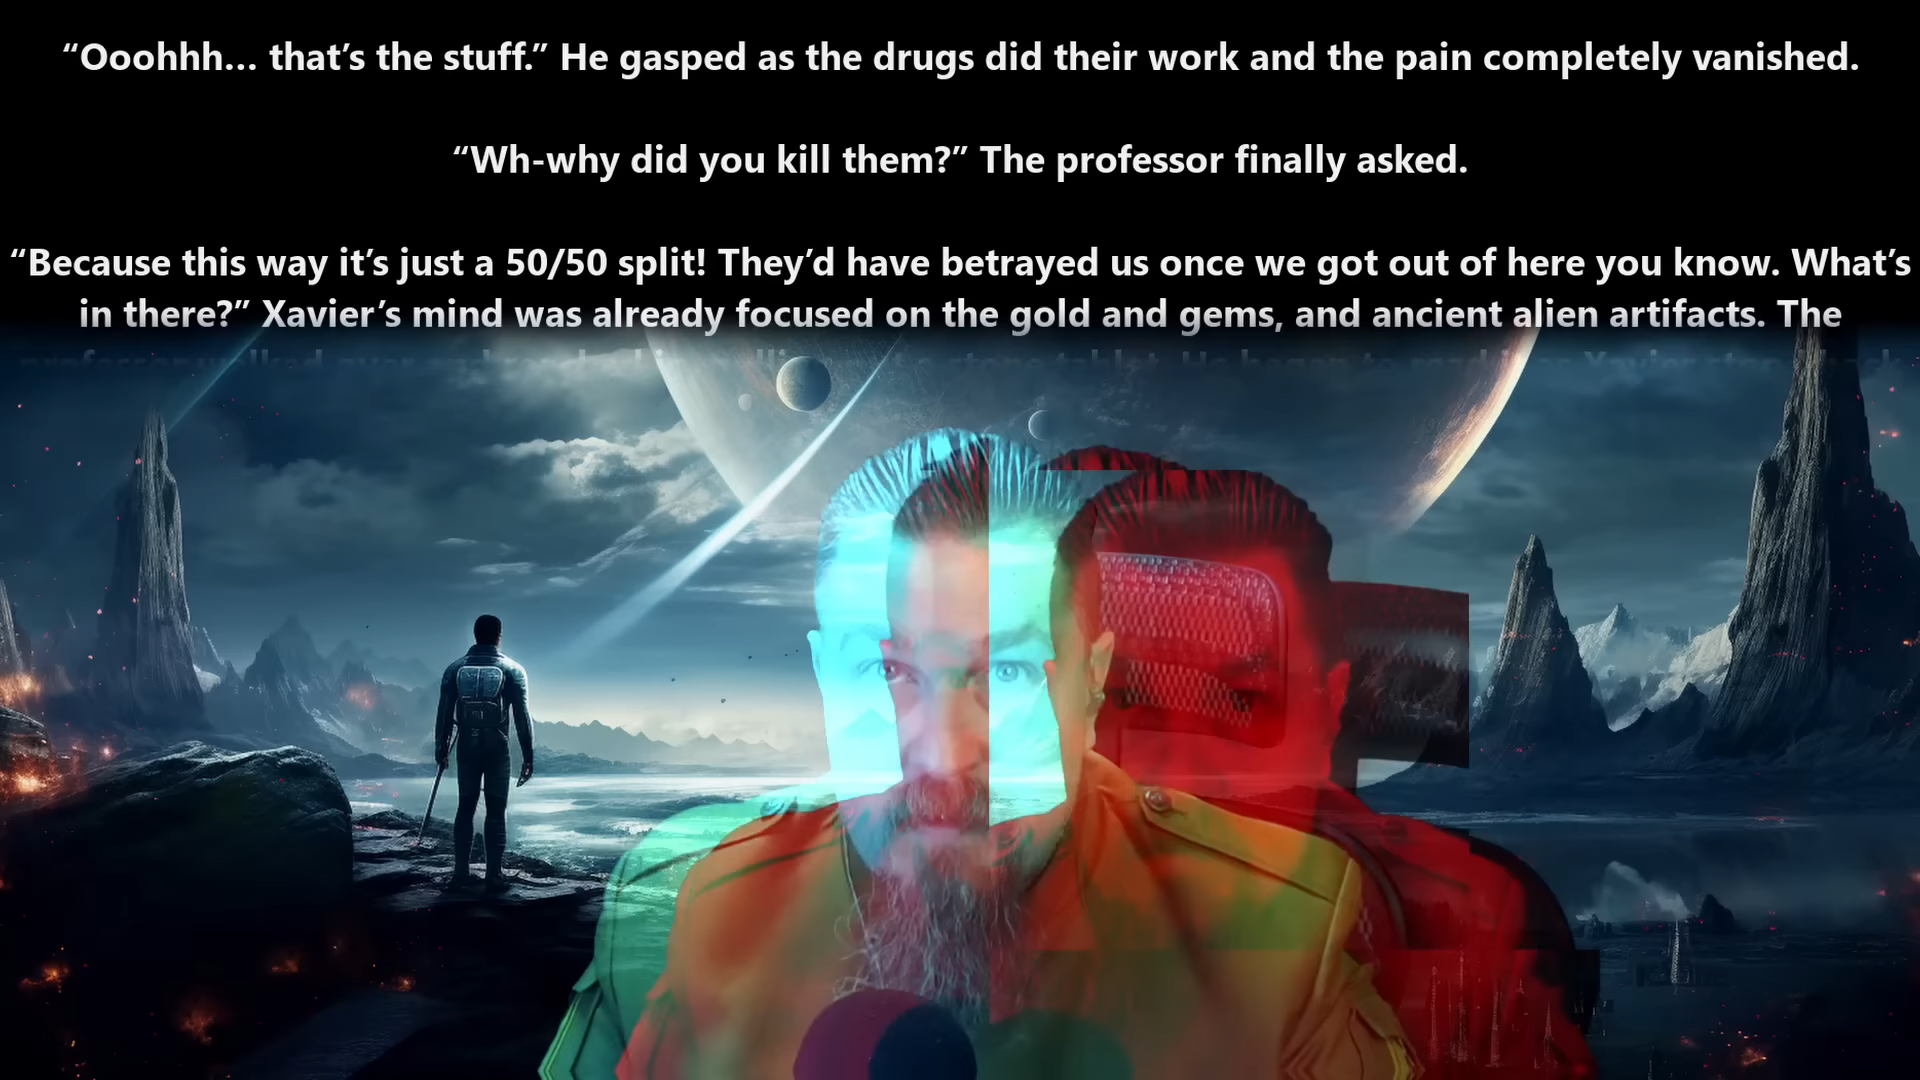 “Ooohhh... that’s the stuff.” He gasped as the drugs did their work and the pain completely vanished.
“Wh-why did you kill them?” The professor finally asked.
“Because this way it’s just a 50/50 split! They’d have betrayed us once we got out of here you know. What’s
in there?” Xavier’s mind was already focused on the gold and gems, and ancient alien artifacts. The